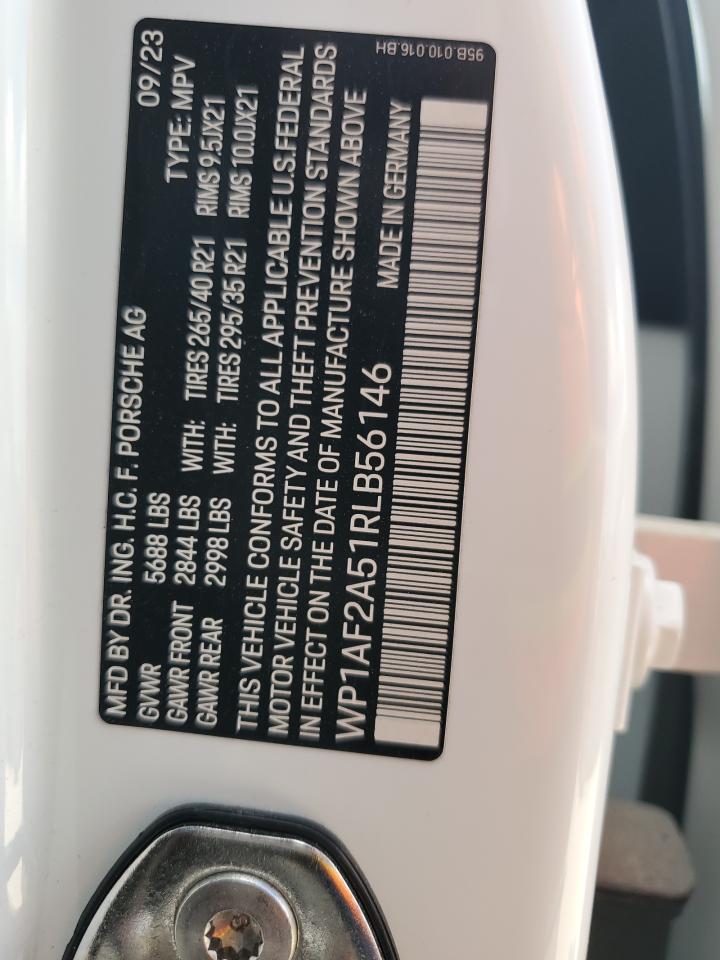 MFD BY DR. ING. H.C. F. PORSCHE AG 09/23
GVWR 5688 LBS TYPE: MPV
GAWR FRONT 2844 LBS WITH: TIRES 265/40 R21 RIMS 9.5JX21
GAWR REAR 2998 LBS WITH: TIRES 295/35 R21 RIMS 10.0JX21
THIS VEHICLE CONFORMS TO ALL APPLICABLE U.S.FEDERAL
MOTOR VEHICLE SAFETY AND THEFT PREVENTION STANDARDS
IN EFFECT ON THE DATE OF MANUFACTURE SHOWN ABOVE
WP1AF2A51RLB56146 MADE IN GERMANY
95B.010.016.BH